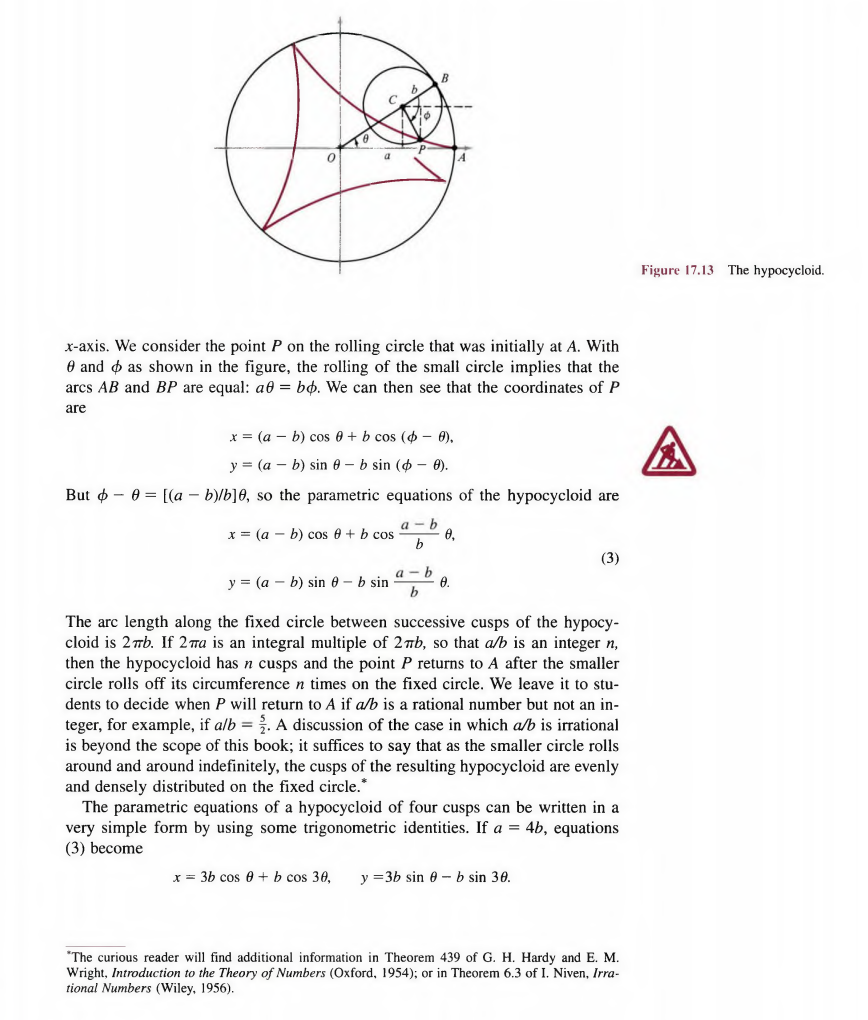 B
b
C
ϕ
θ
O
a
P
A
Figure 17.13 The hypocycloid.
x-axis. We consider the point P on the rolling circle that was initially at A. With
θ and ϕ as shown in the figure, the rolling of the small circle implies that the
arcs AB and BP are equal: aθ = bϕ. We can then see that the coordinates of P
are
x = (a − b) cos θ + b cos (ϕ − θ),
y = (a − b) sin θ − b sin (ϕ − θ).
But ϕ − θ = [(a − b)/b]θ, so the parametric equations of the hypocycloid are
x = (a − b) cos θ + b cos \frac{a − b}{b} θ,
(3)
y = (a − b) sin θ − b sin \frac{a − b}{b} θ.
The arc length along the fixed circle between successive cusps of the hypocy-
cloid is 2πb. If 2πa is an integral multiple of 2πb, so that a/b is an integer n,
then the hypocycloid has n cusps and the point P returns to A after the smaller
circle rolls off its circumference n times on the fixed circle. We leave it to stu-
dents to decide when P will return to A if a/b is a rational number but not an in-
teger, for example, if a/b = \frac{5}{2}. A discussion of the case in which a/b is irrational
is beyond the scope of this book; it suffices to say that as the smaller circle rolls
around and around indefinitely, the cusps of the resulting hypocycloid are evenly
and densely distributed on the fixed circle.*
The parametric equations of a hypocycloid of four cusps can be written in a
very simple form by using some trigonometric identities. If a = 4b, equations
(3) become
x = 3b cos θ + b cos 3θ, y =3b sin θ − b sin 3θ.
*The curious reader will find additional information in Theorem 439 of G. H. Hardy and E. M.
Wright, Introduction to the Theory of Numbers (Oxford, 1954); or in Theorem 6.3 of I. Niven, Irra-
tional Numbers (Wiley, 1956).